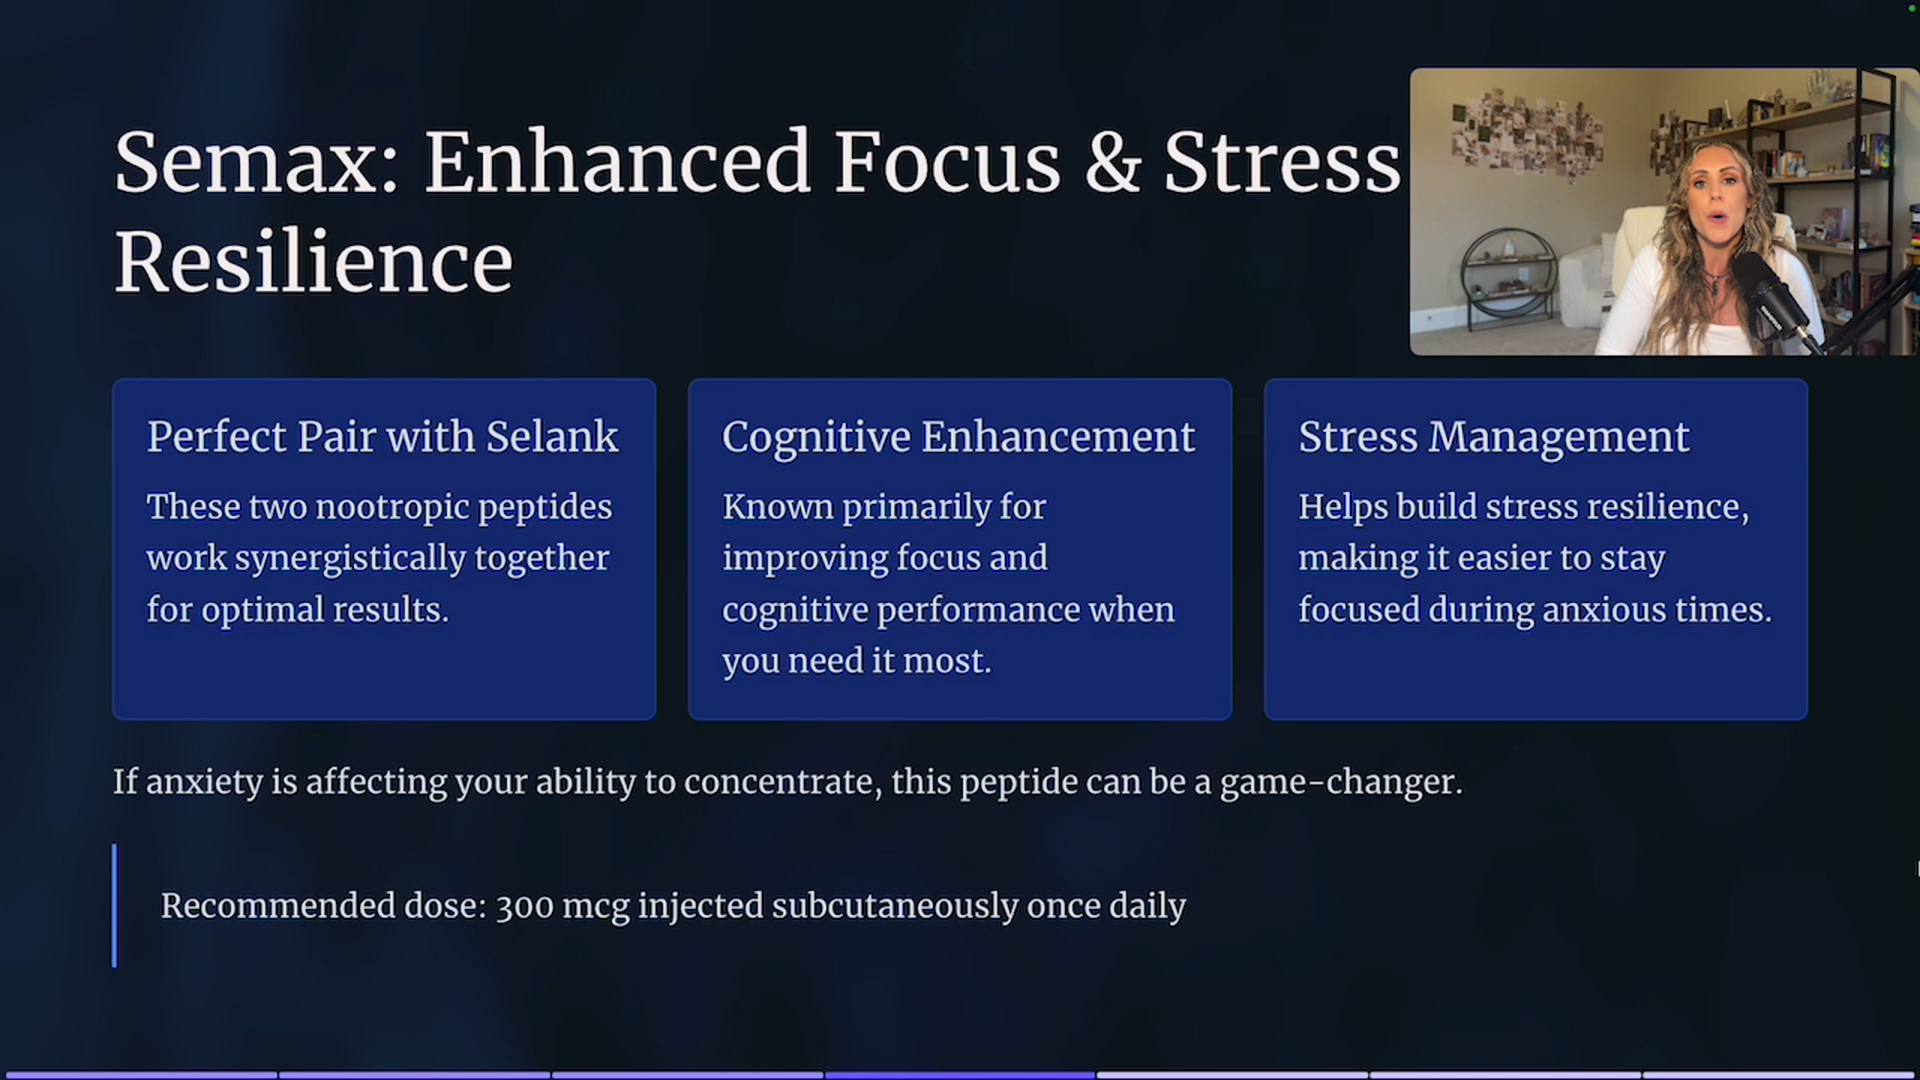 Semax: Enhanced Focus & Stress
Resilience
Perfect Pair with Selank
These two nootropic peptides
work synergistically together
for optimal results.
Cognitive Enhancement
Known primarily for
improving focus and
cognitive performance when
you need it most.
Stress Management
Helps build stress resilience,
making it easier to stay
focused during anxious times.
If anxiety is affecting your ability to concentrate, this peptide can be a game-changer.
Recommended dose: 300 mcg injected subcutaneously once daily